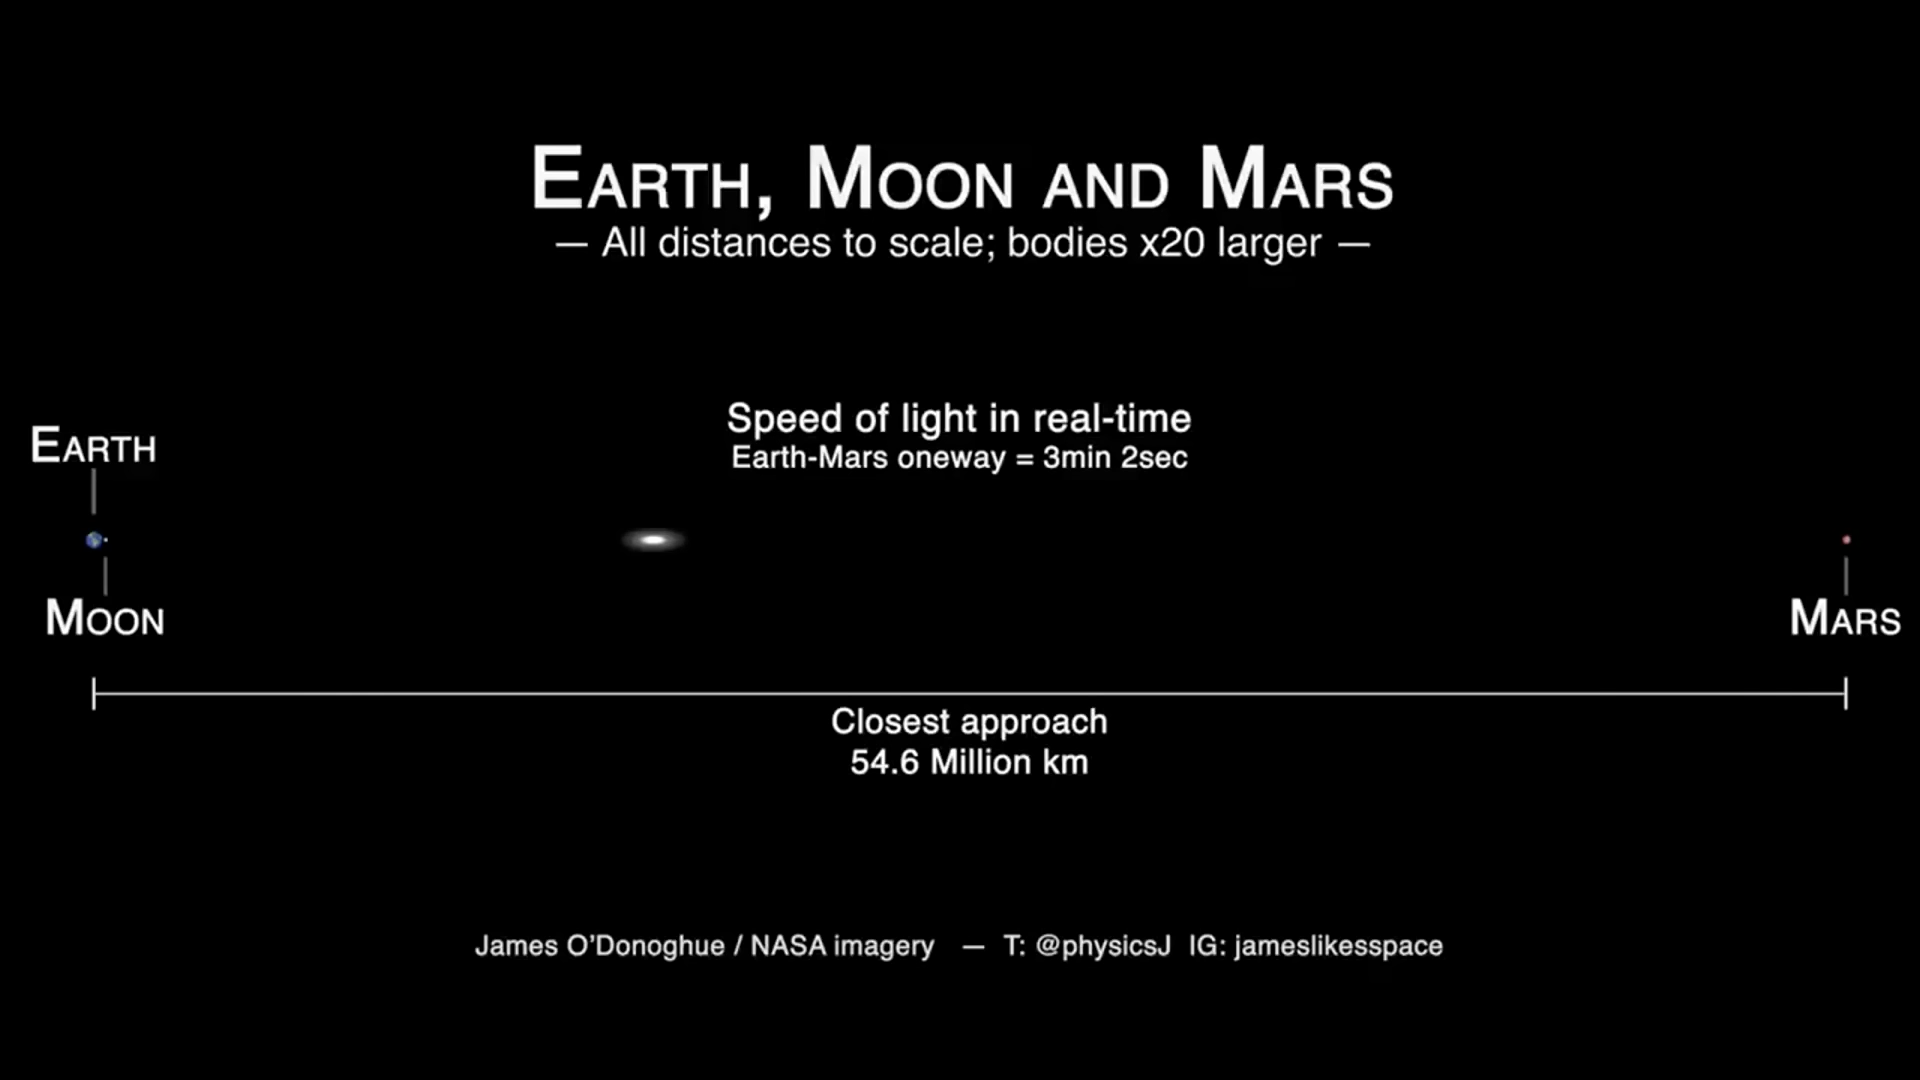 EARTH, MOON AND MARS
— All distances to scale; bodies x20 larger —
Speed of light in real-time
Earth-Mars oneway = 3min 2sec
EARTH
MOON
MARS
Closest approach
54.6 Million km
James O’Donoghue / NASA imagery — T: @physicsJ IG: jameslikesspace